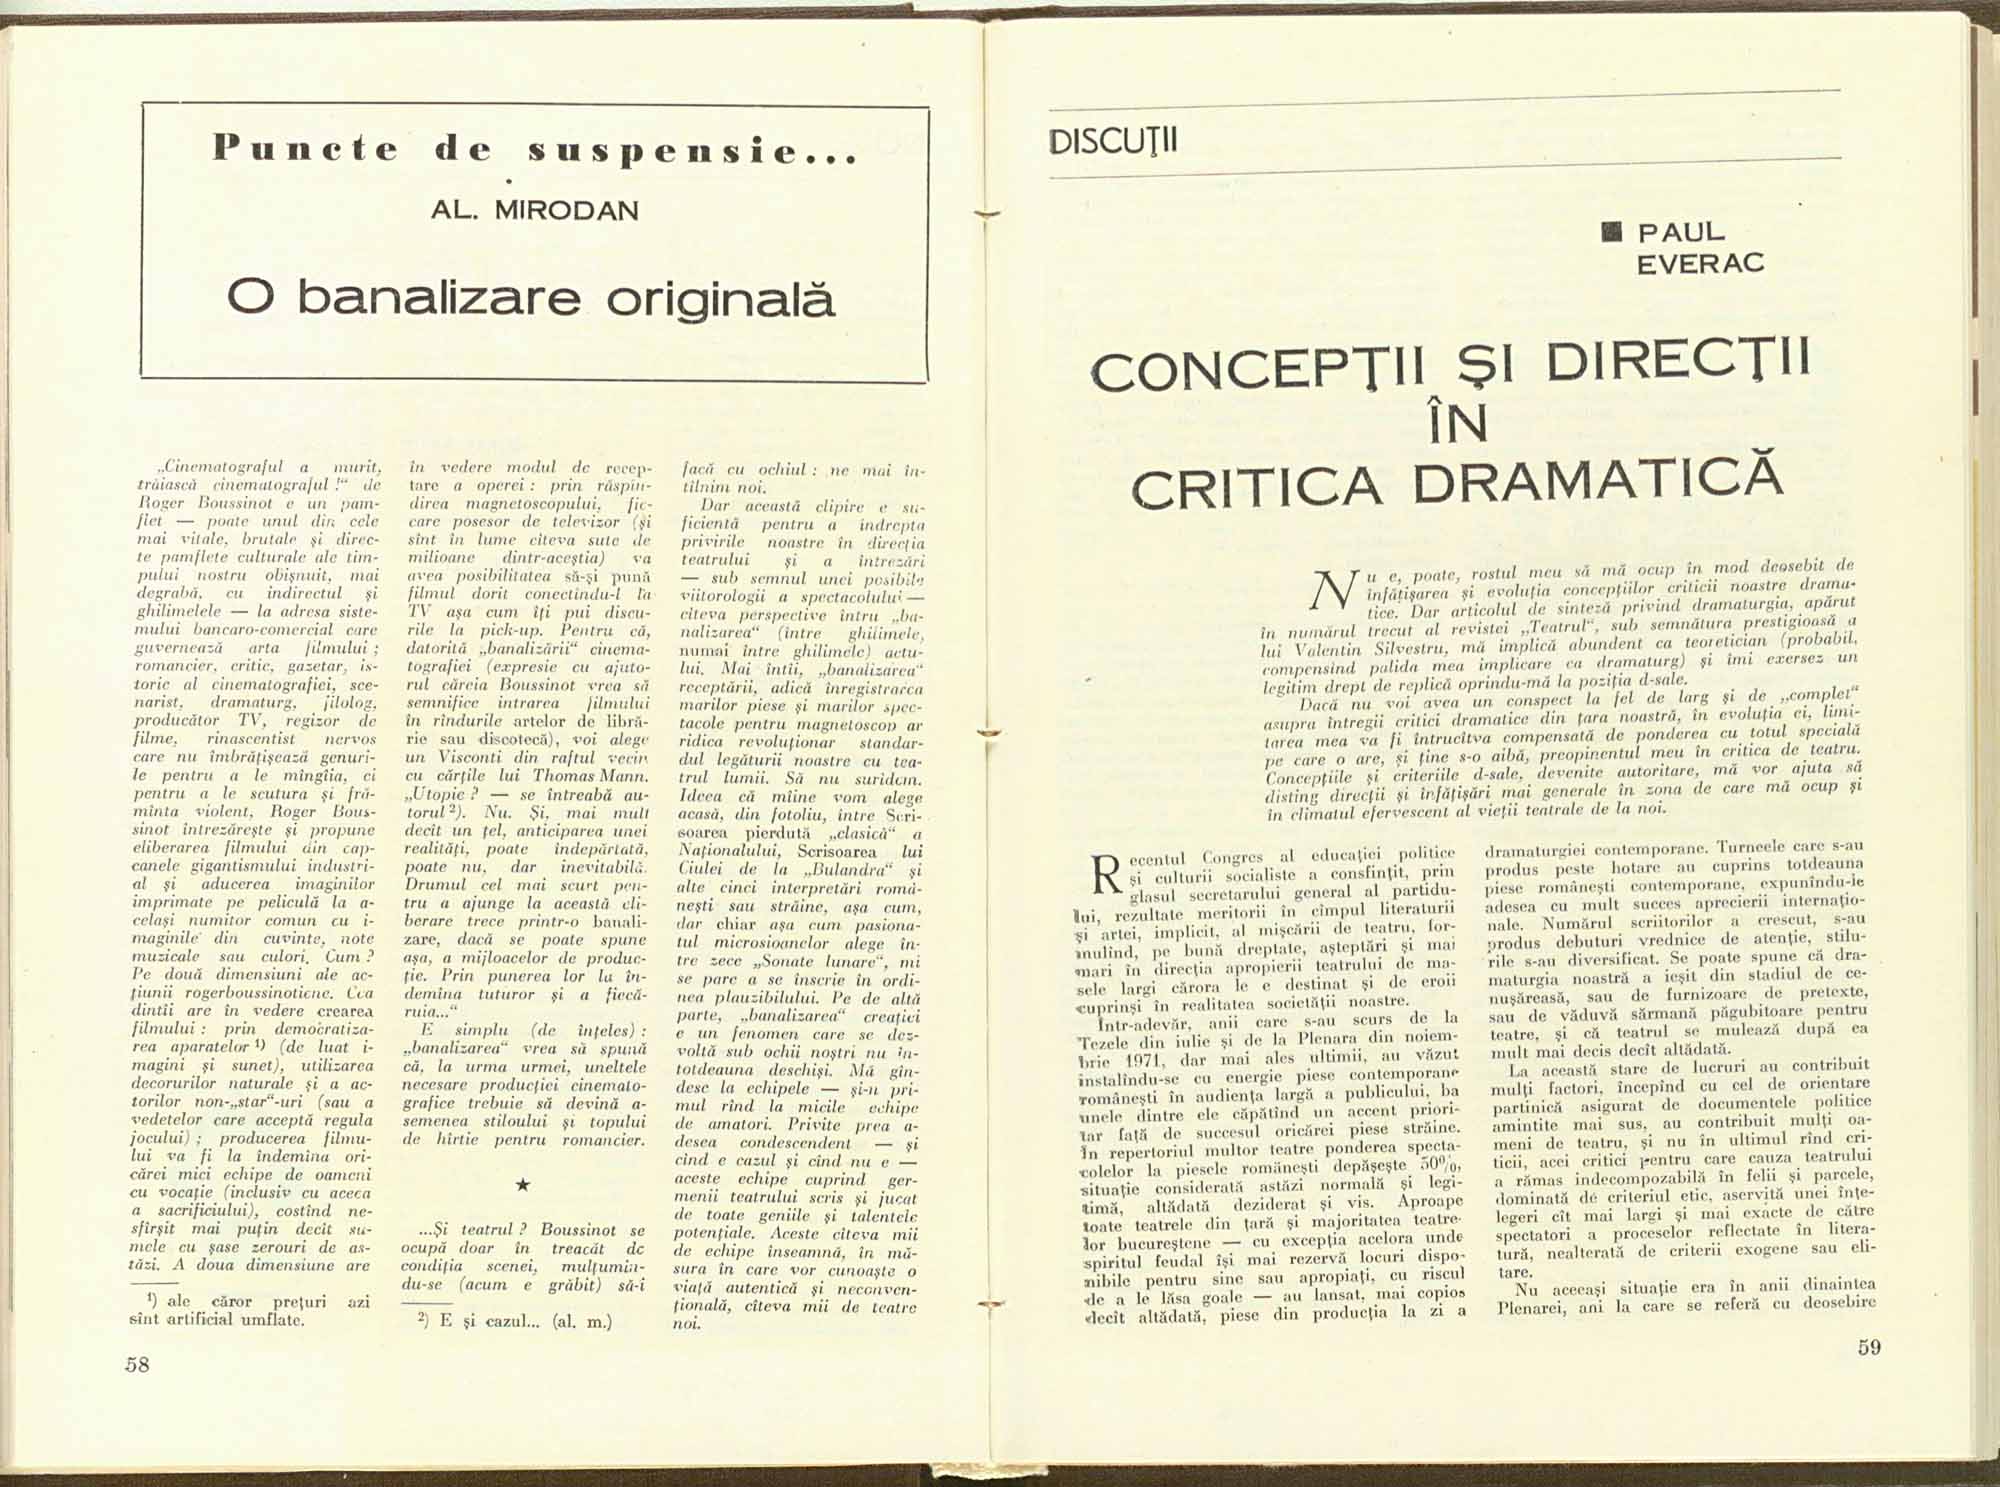 Puncte de suspensie...
AL. MIRODAN
O banalizare originală
„Cinematograful a murit,
trăiască cinematograful !“ de
Roger Boussinot e un pam-
flet — poate unul din cele
mai vitale, brutale și direc-
te pamflete culturale ale tim-
pului nostru obișnuit, mai
degrabă, cu indirectul și
ghilimelele — la adresa siste-
mului bancaro-comercial care
guvernează arta filmului ;
romancier, critic, gazetar, is-
toric al cinematografiei, sce-
narist, dramaturg, filolog,
producător TV, regizor de
filme, rinascentist nervos
care nu îmbrățișează genuri-
le pentru a le mîngîia, ci
pentru a le scutura și fră-
mînta violent, Roger Bous-
sinot întrezărește și propune
eliberarea filmului din cap-
canele gigantismului industri-
al și aducerea imaginilor
imprimate pe peliculă la a-
celași numitor comun cu i-
maginile din cuvinte, note
muzicale sau culori. Cum ?
Pe două dimensiuni ale ac-
țiunii rogerboussinotiene. Cea
dintîi are în vedere crearea
filmului : prin democratiza-
rea aparatelor ¹) (de luat i-
magini și sunet), utilizarea
decorurilor naturale și a ac-
torilor non-„star“-uri (sau a
vedetelor care acceptă regula
jocului) ; producerea filmu-
lui va fi la îndemîna ori-
cărei mici echipe de oameni
cu vocație (inclusiv cu aceea
a sacrificiului), costînd ne-
sfîrșit mai puțin decît su-
mele cu șase zerouri de as-
tăzi. A doua dimensiune are
¹) ale căror prețuri azi
sînt artificial umflate.
în vedere modul de recep-
tare a operei : prin răspîn-
direa magnetoscopului, fie-
care posesor de televizor (și
sînt în lume cîteva sute de
milioane dintr-aceștia) va
avea posibilitatea să-și pună
filmul dorit conectîndu-l la
TV așa cum îți pui discu-
rile la pick-up. Pentru că,
datorită „banalizării“ cinema-
tografiei (expresie cu ajuto-
rul căreia Boussinot vrea să
semnifice intrarea filmului
în rîndurile artelor de libră-
rie sau discotecă), voi alege
un Visconti din raftul vecin
cu cărțile lui Thomas Mann.
„Utopie ? — se întreabă au-
torul ²). Nu. Și, mai mult
decît un țel, anticiparea unei
realități, poate îndepărtată,
poate nu, dar inevitabilă.
Drumul cel mai scurt pen-
tru a ajunge la această eli-
berare trece printr-o banali-
zare, dacă se poate spune
așa, a mijloacelor de produc-
ție. Prin punerea lor la în-
demîna tuturor și a fiecă-
ruia...“
E simplu (de înțeles) :
„banalizarea“ vrea să spună
că, la urma urmei, uneltele
necesare producției cinemato-
grafice trebuie să devină a-
semenea stiloului și topului
de hîrtie pentru romancier.
★
...Și teatrul ? Boussinot se
ocupă doar în treacăt de
condiția scenei, mulțumin-
du-se (acum e grăbit) să-i
²) E și cazul... (al. m.)
facă cu ochiul : ne mai în-
tîlnim noi.
Dar această clipire e su-
ficientă pentru a îndrepta
privirile noastre în direcția
teatrului și a întrezări
— sub semnul unei posibile
viitorologii a spectacolului —
cîteva perspective întru „ba-
nalizarea“ (între ghilimele,
numai între ghilimele) actu-
lui. Mai întîi, „banalizarea“
receptării, adică înregistrarea
marilor piese și marilor spec-
tacole pentru magnetoscop ar
ridica revoluționar standar-
dul legăturii noastre cu tea-
trul lumii. Să nu surîdem.
Ideea că mîine vom alege
acasă, din fotoliu, între Scri-
soarea pierdută „clasică“ a
Naționalului, Scrisoarea lui
Ciulei de la „Bulandra“ și
alte cinci interpretări romă-
nești sau străine, așa cum,
dar chiar așa cum pasiona-
tul microsioanelor alege în-
tre zece „Sonate lunare“, mi
se pare a se înscrie în ordi-
nea plauzibilului. Pe de altă
parte, „banalizarea“ creației
e un fenomen care se dez-
voltă sub ochii noștri nu în-
totdeauna deschiși. Mă gîn-
desc la echipele — și-n pri-
mul rînd la micile echipe
de amatori. Privite prea a-
desea condescendent — și
cînd e cazul și cînd nu e —
aceste echipe cuprind ger-
menii teatrului scris și jucat
de toate geniile și talentele
potențiale. Aceste cîteva mii
de echipe înseamnă, în mă-
sura în care vor cunoaște o
viață autentică și neconven-
țională, cîteva mii de teatre
noi.
58
DISCUȚII
■ PAUL
EVERAC
CONCEPȚII ȘI DIRECȚII
ÎN
CRITICA DRAMATICĂ
Nu e, poate, rostul meu să mă ocup în mod deosebit de
înfățișarea și evoluția concepțiilor criticii noastre drama-
tice. Dar articolul de sinteză privind dramaturgia, apărut
în numărul trecut al revistei „Teatrul“, sub semnătura prestigioasă a
lui Valentin Silvestru, mă implică abundent ca teoretician (probabil,
compensînd palida mea implicare ca dramaturg) și îmi exersez un
legitim drept de replică oprindu-mă la poziția d-sale.
Dacă nu voi avea un conspect la fel de larg și de „complet“
asupra întregii critici dramatice din țara noastră, în evoluția ei, limi-
tarea mea va fi întrucîtva compensată de ponderea cu totul specială
pe care o are, și ține s-o aibă, preopinentul meu în critica de teatru.
Concepțiile și criteriile d-sale, devenite autoritare, mă vor ajuta să
disting direcții și înfățișări mai generale în zona de care mă ocup și
în climatul efervescent al vieții teatrale de la noi.
Recentul Congres al educației politice
și culturii socialiste a consfințit, prin
glasul secretarului general al partidu-
lui, rezultate meritorii în cîmpul literaturii
și artei, implicit, al mișcării de teatru, for-
mulînd, pe bună dreptate, așteptări și mai
mari în direcția apropierii teatrului de ma-
sele largi cărora le e destinat și de eroii
cuprinși în realitatea societății noastre.
Într-adevăr, anii care s-au scurs de la
Tezele din iulie și de la Plenara din noiem-
brie 1971, dar mai ales ultimii, au văzut
instalîndu-se cu energie piese contemporane
românești în audiența largă a publicului, ba
unele dintre ele căpătînd un accent priori-
tar față de succesul oricărei piese străine.
În repertoriul multor teatre ponderea specta-
colelor la piesele românești depășește 50%,
situație considerată astăzi normală și legi-
timă, altădată deziderat și vis. Aproape
toate teatrele din țară și majoritatea teatre-
lor bucureștene — cu excepția acelora unde
spiritul feudal își mai rezervă locuri dispo-
nibile pentru sine sau apropiați, cu riscul
de a le lăsa goale — au lansat, mai copios
decît altădată, piese din producția la zi a
dramaturgiei contemporane. Turneele care s-au
produs peste hotare au cuprins totdeauna
piese românești contemporane, expunîndu-le
adesea cu mult succes aprecierii internațio-
nale. Numărul scriitorilor a crescut, s-au
produs debuturi vrednice de atenție, stilu-
rile s-au diversificat. Se poate spune că dra-
maturgia noastră a ieșit din stadiul de ce-
nușăreasă, sau de furnizoare de pretexte,
sau de văduvă sărmană păgubitoare pentru
teatre, și că teatrul se mulează după ea
mult mai decis decît altădată.
La această stare de lucruri au contribuit
mulți factori, începînd cu cel de orientare
partinică asigurat de documentele politice
amintite mai sus, au contribuit mulți oa-
meni de teatru, și nu în ultimul rînd cri-
ticii, acei critici pentru care cauza teatrului
a rămas indecompozabilă în felii și parcele,
dominată de criteriul etic, aservită unei înțe-
legeri cît mai largi și mai exacte de către
spectatori a proceselor reflectate în litera-
tură, nealterată de criterii exogene sau eli-
tare.
Nu aceeași situație era în anii dinaintea
Plenarei, ani la care se referă cu deosebire
59